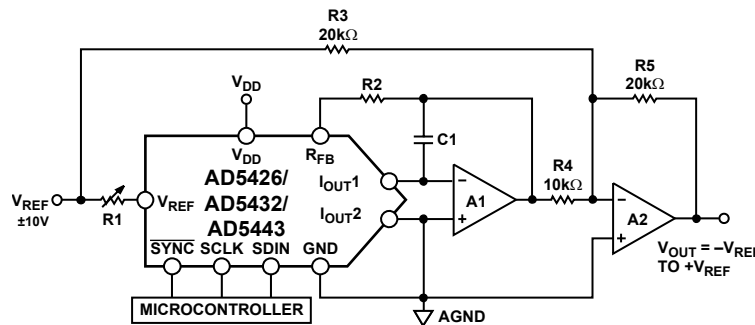 R3
20kΩ
VDD
R2
R5
20kΩ
C1
VDD
RFB
AD5426/
AD5432/
AD5443
IOUT1
IOUT2
VREF
±10V
R1
VREF
A1
R4
10kΩ
A2
SYNC SCLK SDIN GND
VOUT = –VREF
TO +VREF
MICROCONTROLLER
AGND